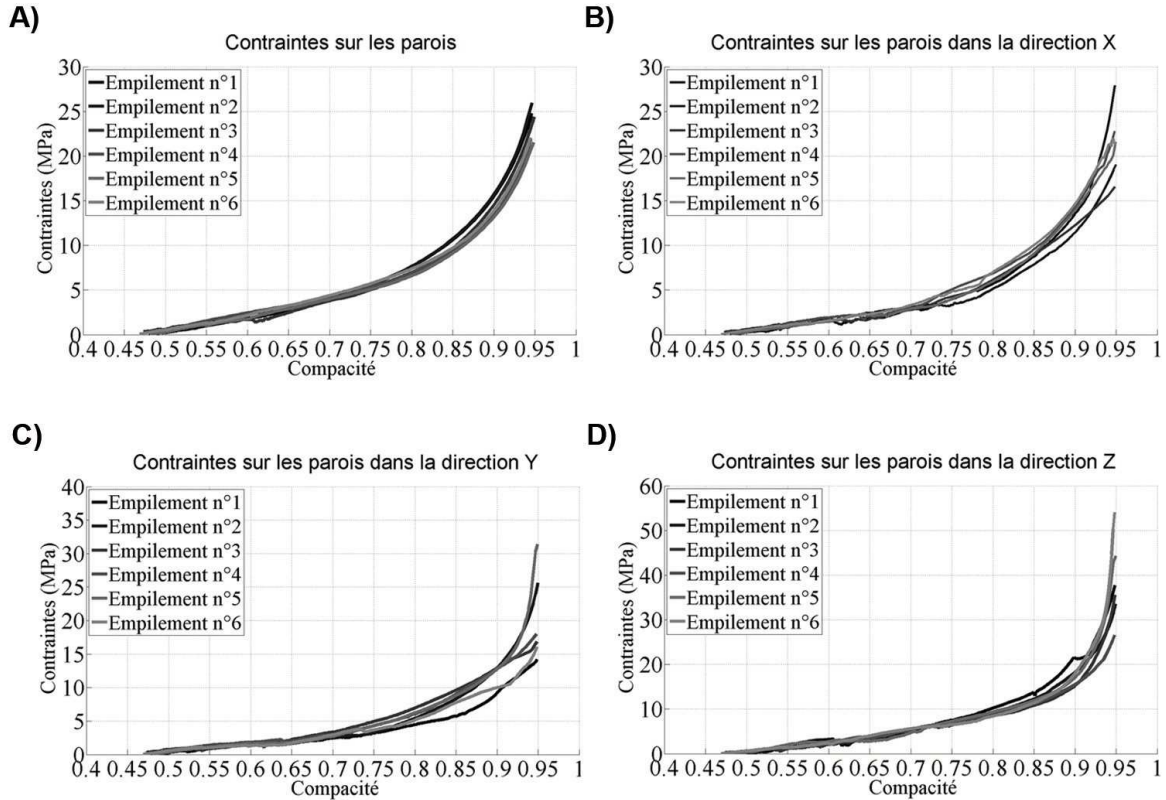 A)
Contraintes sur les parois
30
25
20
15
10
5
0
Contraintes (MPa)
Empilement n°1
Empilement n°2
Empilement n°3
Empilement n°4
Empilement n°5
Empilement n°6
0.4 0.45 0.5 0.55 0.6 0.65 0.7 0.75 0.8 0.85 0.9 0.95 1
Compacité
B)
Contraintes sur les parois dans la direction X
30
25
20
15
10
5
0
Contraintes (MPa)
Empilement n°1
Empilement n°2
Empilement n°3
Empilement n°4
Empilement n°5
Empilement n°6
0.4 0.45 0.5 0.55 0.6 0.65 0.7 0.75 0.8 0.85 0.9 0.95 1
Compacité
C)
Contraintes sur les parois dans la direction Y
40
35
30
25
20
15
10
5
0
Contraintes (MPa)
Empilement n°1
Empilement n°2
Empilement n°3
Empilement n°4
Empilement n°5
Empilement n°6
0.4 0.45 0.5 0.55 0.6 0.65 0.7 0.75 0.8 0.85 0.9 0.95 1
Compacité
D)
Contraintes sur les parois dans la direction Z
60
50
40
30
20
10
0
Contraintes (MPa)
Empilement n°1
Empilement n°2
Empilement n°3
Empilement n°4
Empilement n°5
Empilement n°6
0.4 0.45 0.5 0.55 0.6 0.65 0.7 0.75 0.8 0.85 0.9 0.95 1
Compacité